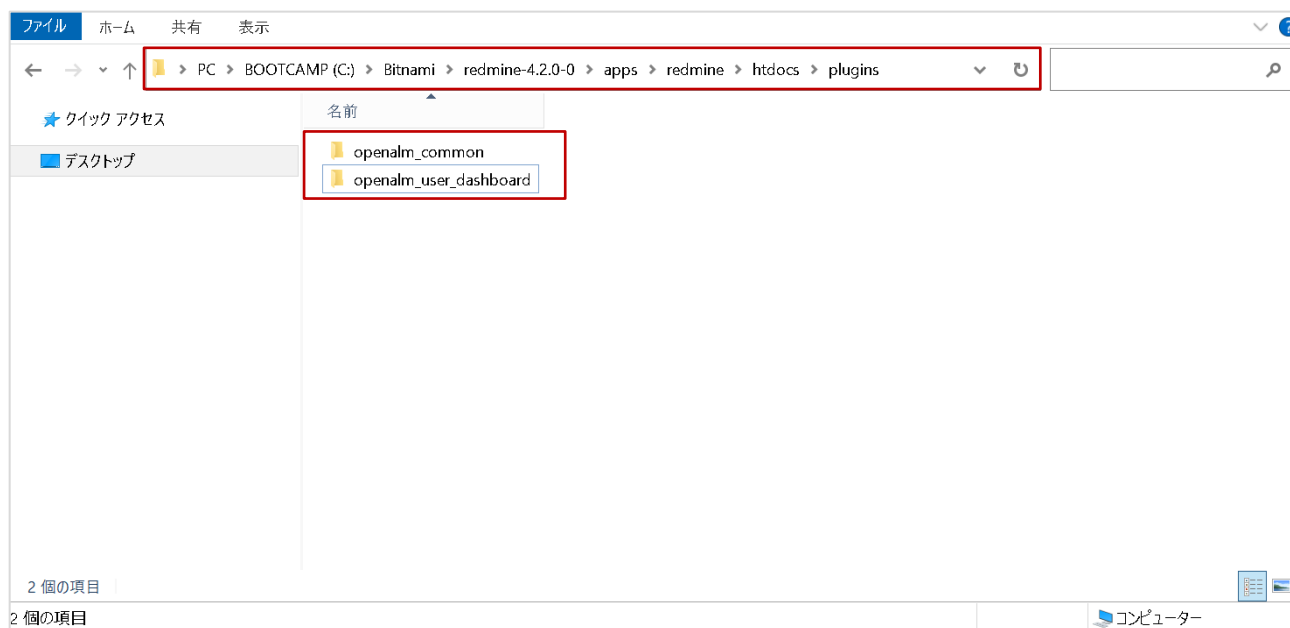 ファイル ホーム 共有 表示 ?
PC > BOOTCAMP (C:) > Bitnami > redmine-4.2.0-0 > apps > redmine > htdocs > plugins
クイック アクセス
デスクトップ
名前
openalm_common
openalm_user_dashboard
2 個の項目
2 個の項目
コンピューター